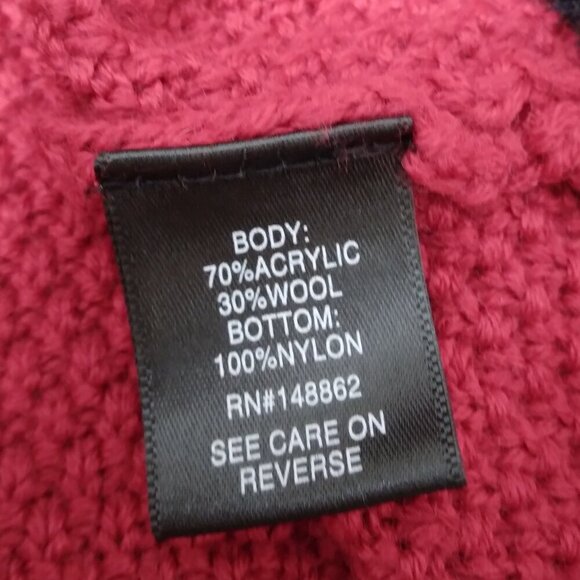 BODY:
70%ACRYLIC
30%WOOL
BOTTOM:
100%NYLON
RN#148862
SEE CARE ON
REVERSE